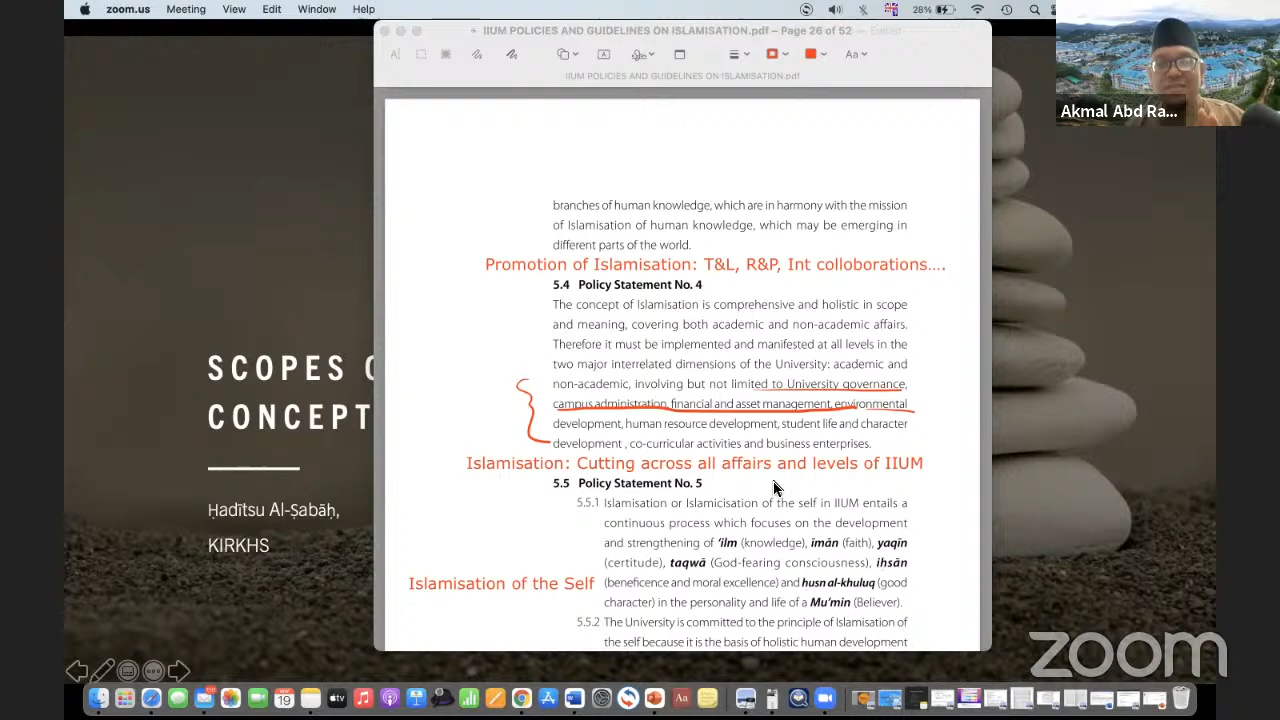 zoom.us Meeting View Edit Window Help
28%
IIUM POLICIES AND GUIDELINES ON ISLAMISATION.pdf – Page 26 of 52 — Edited
IIUM POLICIES AND GUIDELINES ON ISLAMISATION.pdf
Akmal Abd Ra...
branches of human knowledge, which are in harmony with the mission
of Islamisation of human knowledge, which may be emerging in
different parts of the world.
Promotion of Islamisation: T&L, R&P, Int colloborations....
5.4 Policy Statement No. 4
The concept of Islamisation is comprehensive and holistic in scope
and meaning, covering both academic and non-academic affairs.
Therefore it must be implemented and manifested at all levels in the
two major interrelated dimensions of the University: academic and
non-academic, involving but not limited to University governance,
campus administration, financial and asset management, environmental
development, human resource development, student life and character
development , co-curricular activities and business enterprises.
Islamisation: Cutting across all affairs and levels of IIUM
5.5 Policy Statement No. 5
5.5.1 Islamisation or Islamicisation of the self in IIUM entails a
continuous process which focuses on the development
and strengthening of ‘ilm (knowledge), īmān (faith), yaqīn
(certitude), taqwā (God-fearing consciousness), ihsān
Islamisation of the Self
(beneficence and moral excellence) and husn al-khuluq (good
character) in the personality and life of a Mu’min (Believer).
5.5.2 The University is committed to the principle of Islamisation of
the self because it is the basis of holistic human development
SCOPES O
CONCEPT
Ḥadītsu Al-Ṣabāḥ,
KIRKHS
zoom